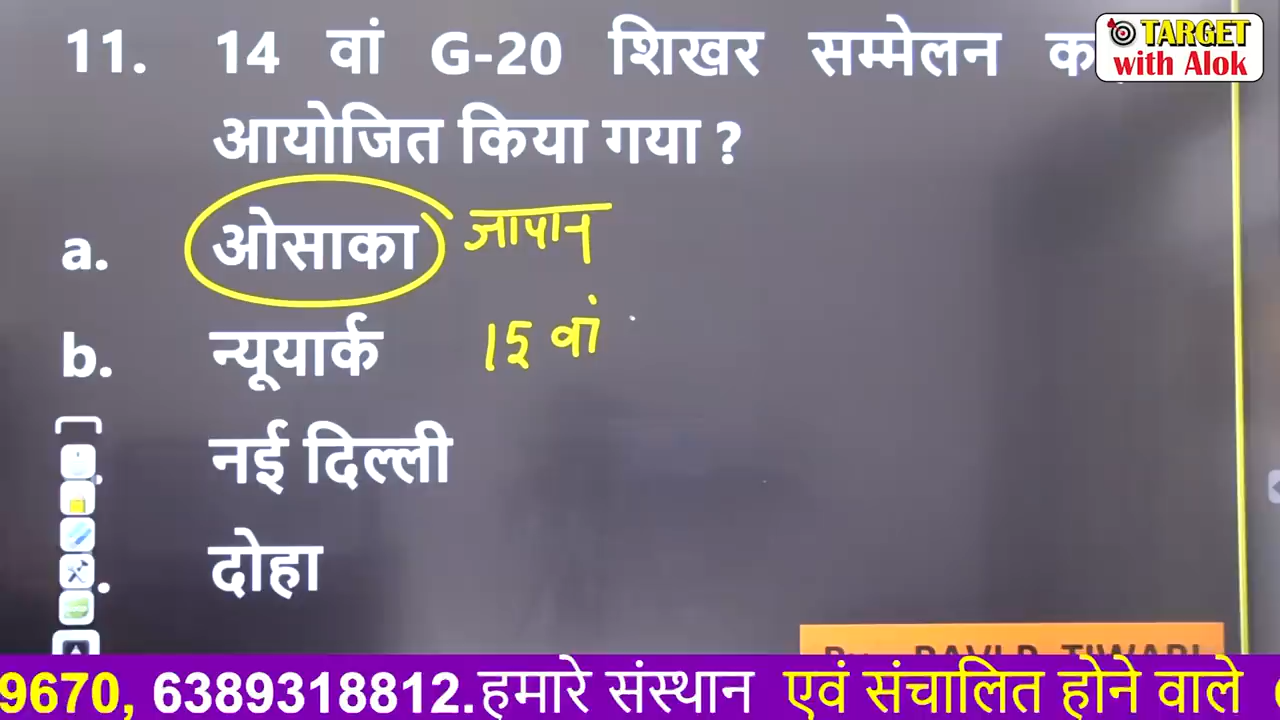 11. 14 वां G-20 शिखर सम्मेलन
TARGET
with Alok
आयोजित किया गया ?
a. ओसाका जापान
b. न्यूयार्क 15 वां
नई दिल्ली
दोहा
9670, 6389318812.हमारे संस्थान एवं संचालित होने वाले